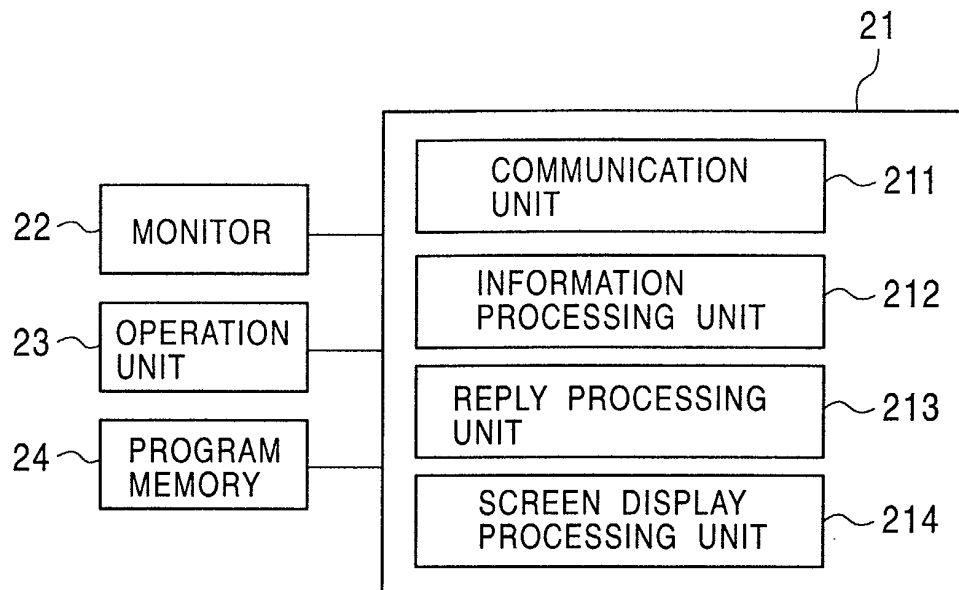 21
COMMUNICATION
UNIT
211
22
MONITOR
INFORMATION
PROCESSING UNIT
212
23
OPERATION
UNIT
REPLY PROCESSING
UNIT
213
24
PROGRAM
MEMORY
SCREEN DISPLAY
PROCESSING UNIT
214